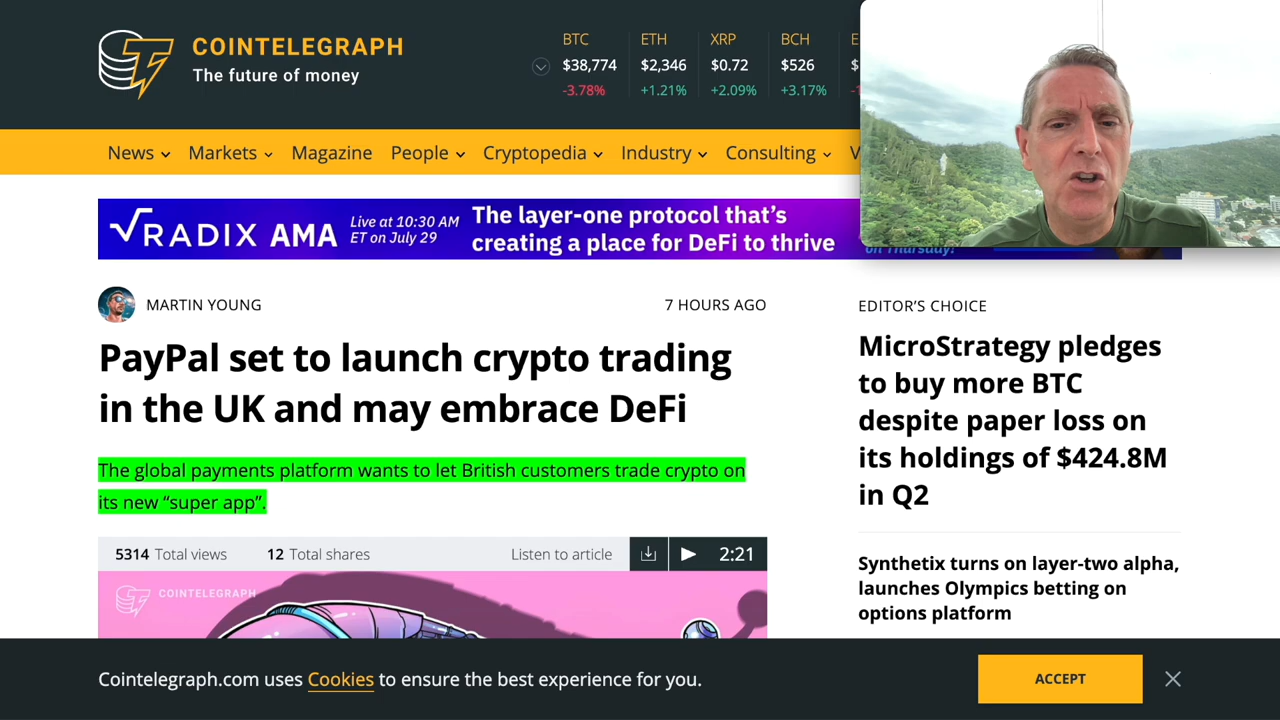 COINTELEGRAPH
The future of money
BTC
$38,774
-3.78%
ETH
$2,346
+1.21%
XRP
$0.72
+2.09%
BCH
$526
+3.17%
News
Markets
Magazine
People
Cryptopedia
Industry
Consulting
RADIX AMA
Live at 10:30 AM
ET on July 29
The layer-one protocol that's
creating a place for DeFi to thrive
on Thursday!
MARTIN YOUNG
7 HOURS AGO
PayPal set to launch crypto trading
in the UK and may embrace DeFi
The global payments platform wants to let British customers trade crypto on
its new “super app”.
5314 Total views
12 Total shares
Listen to article
2:21
COINTELEGRAPH
EDITOR’S CHOICE
MicroStrategy pledges
to buy more BTC
despite paper loss on
its holdings of $424.8M
in Q2
Synthetix turns on layer-two alpha,
launches Olympics betting on
options platform
Cointelegraph.com uses Cookies to ensure the best experience for you.
ACCEPT